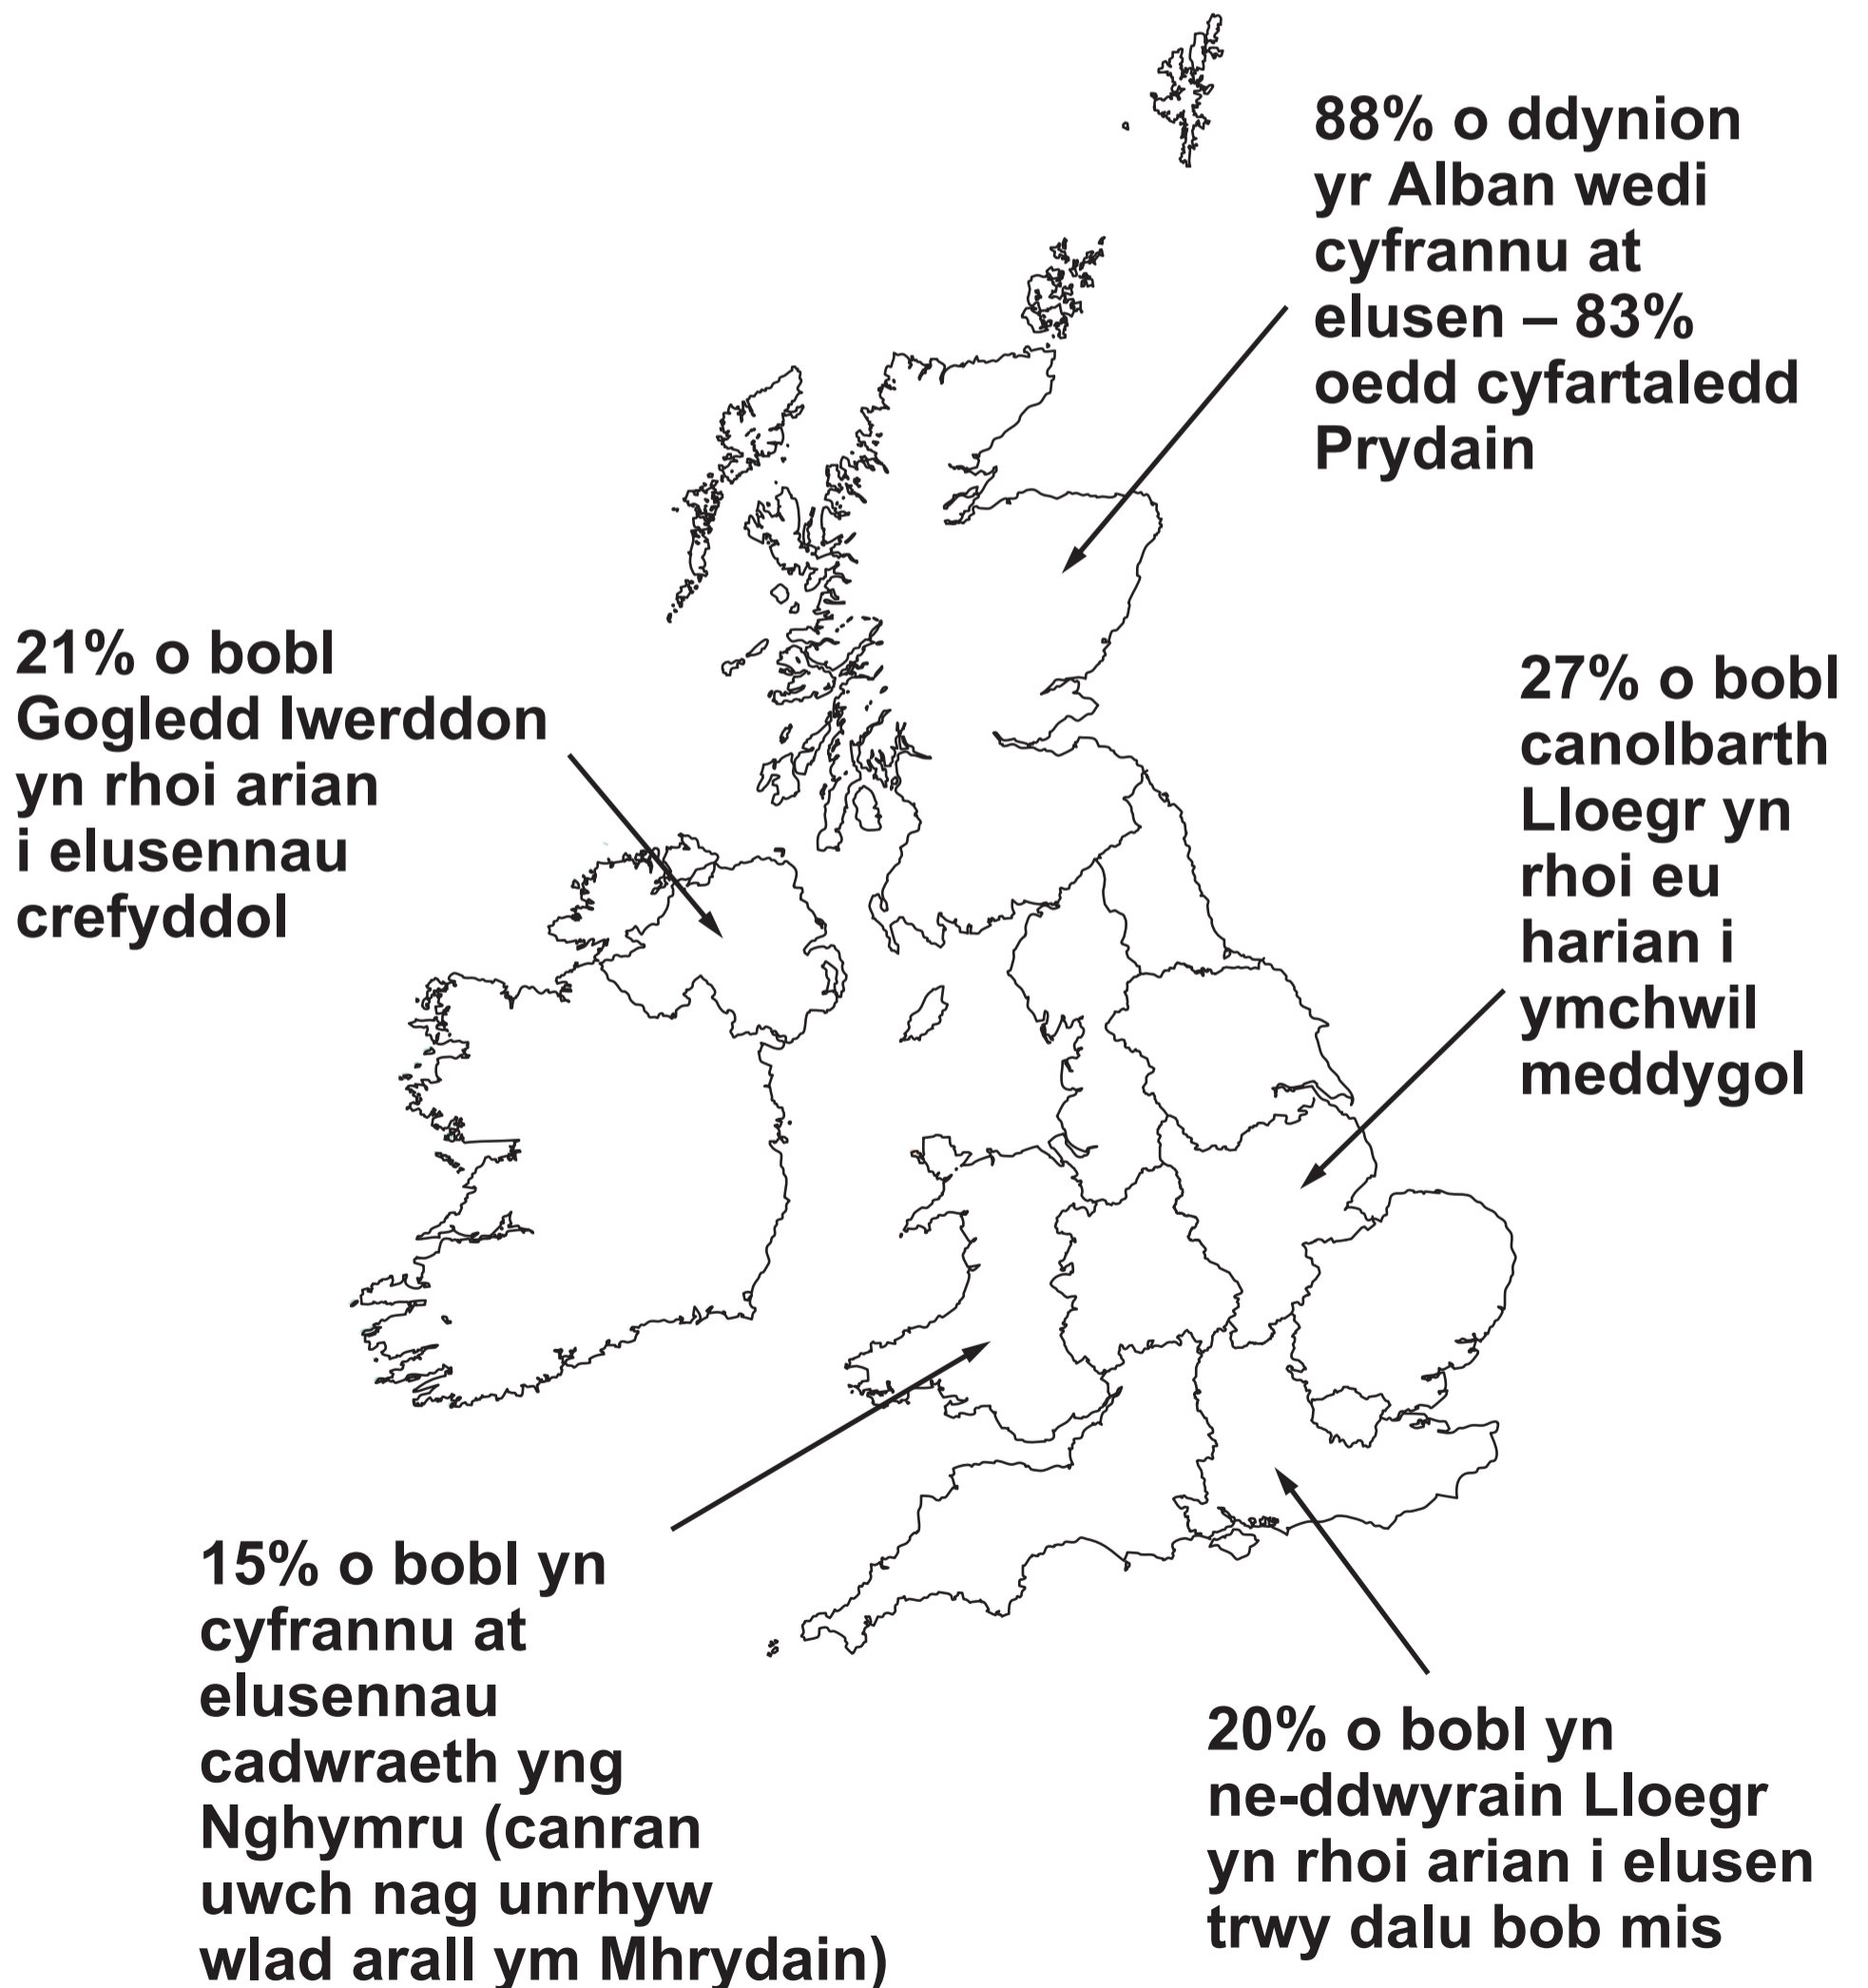 88% o ddynion
yr Alban wedi
cyfrannu at
elusen – 83%
oedd cyfartaledd
Prydain
21% o bobl
Gogledd Iwerddon
yn rhoi arian
i elusennau
crefyddol
27% o bobl
canolbarth
Lloegr yn
rhoi eu
harian i
ymchwil
meddygol
15% o bobl yn
cyfrannu at
elusennau
cadwraeth yng
Nghymru (canran
uwch nag unrhyw
wlad arall ym Mhrydain)
20% o bobl yn
ne-ddwyrain Lloegr
yn rhoi arian i elusen
trwy dalu bob mis